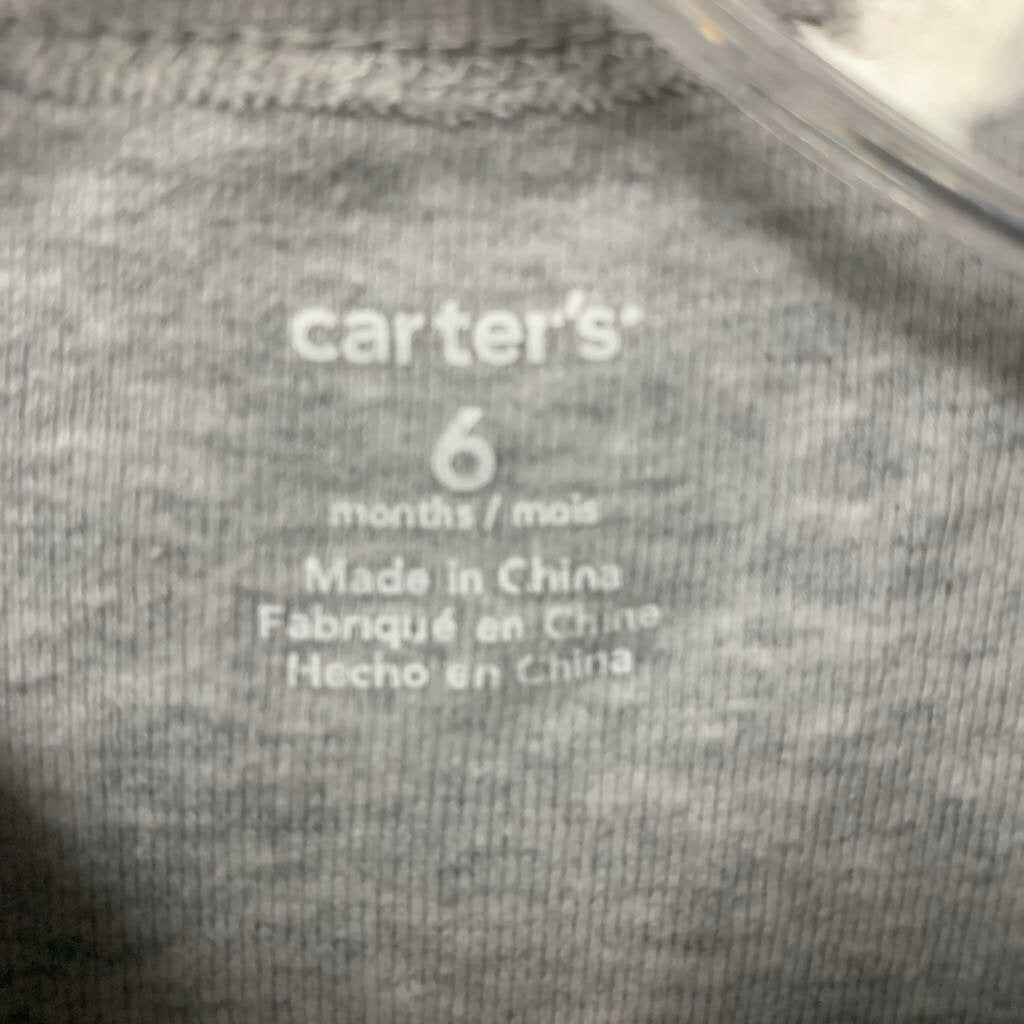 carter's
6
months / mois
Made in China
Fabriqué en Chine
Hecho en China